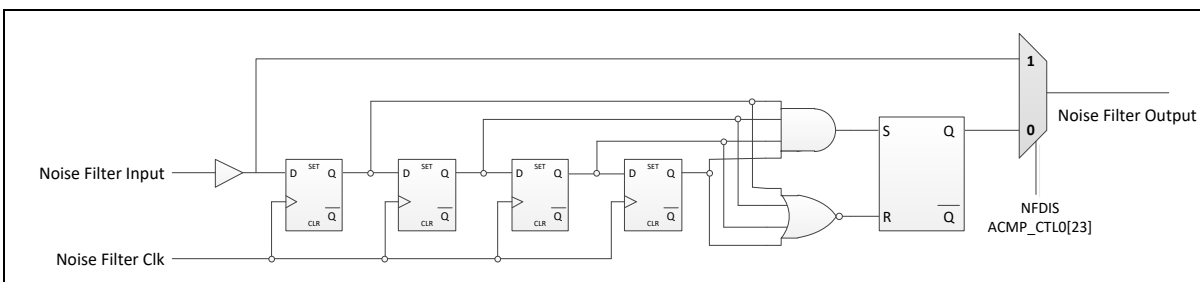 1
Noise Filter Output
0
SET
D Q
Q
CLR
SET
D Q
Q
CLR
SET
D Q
Q
CLR
SET
D Q
Q
CLR
S Q
R Q
Noise Filter Input
NFDIS
ACMP_CTL0[23]
Noise Filter Clk